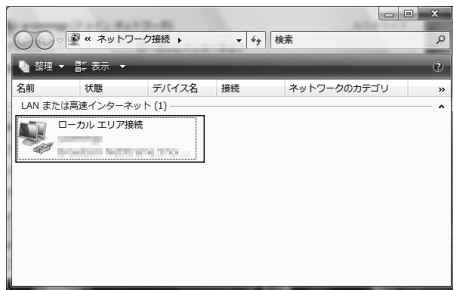 « ネットワーク接続
検索
整理 表示
名前 状態 デバイス名 接続 ネットワークのカテゴリ »
LAN または高速インターネット (1)
ローカル エリア接続